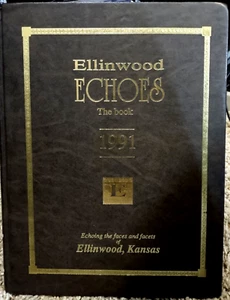 Ellinwood
ECHOES
The book
1991
E
Echoing the faces and facets
of
Ellinwood, Kansas